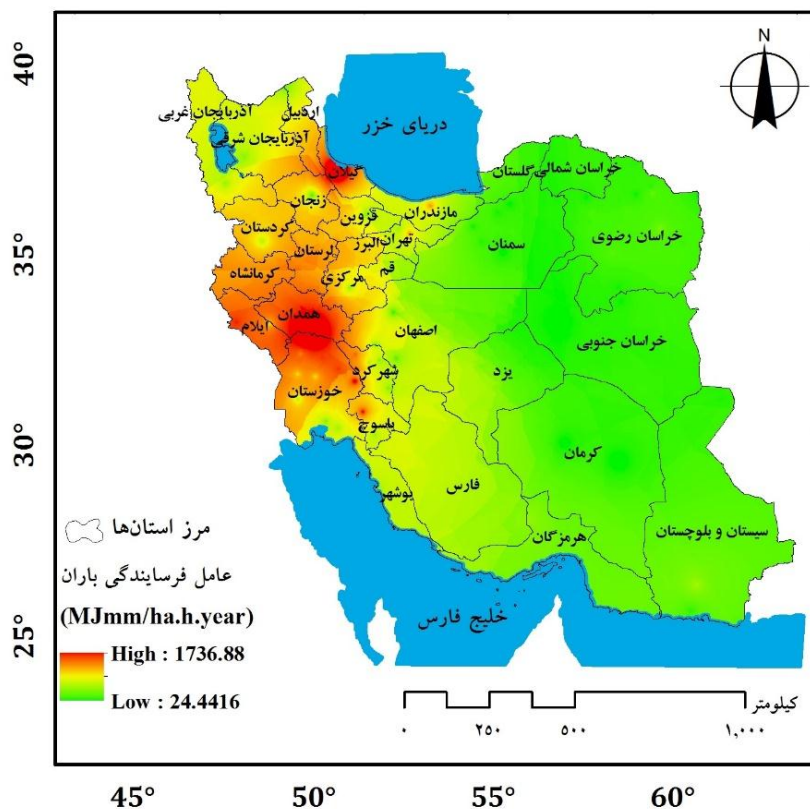 N
40°
35°
30°
25°
دریای خزر
آذربایجان غربی
آذربایجان شرقی
اردبیل
گیلان
گلستان
خراسان شمالی
زنجان
قزوین
مازندران
کردستان
البرز
تهران
سمنان
خراسان رضوی
لرستان
قم
کرمانشاه
مرکزی
همدان
ایلام
اصفهان
خراسان جنوبی
شهرکرد
یزد
خوزستان
یاسوج
کرمان
فارس
بوشهر
هرمزگان
سیستان و بلوچستان
خلیج فارس
مرز استان‌ها
عامل فرسایندگی باران
(MJmm/ha.h.year)
High : 1736.88
Low : 24.4416
کیلومتر
۰ ۲۵۰ ۵۰۰ ۱,۰۰۰
45° 50° 55° 60°